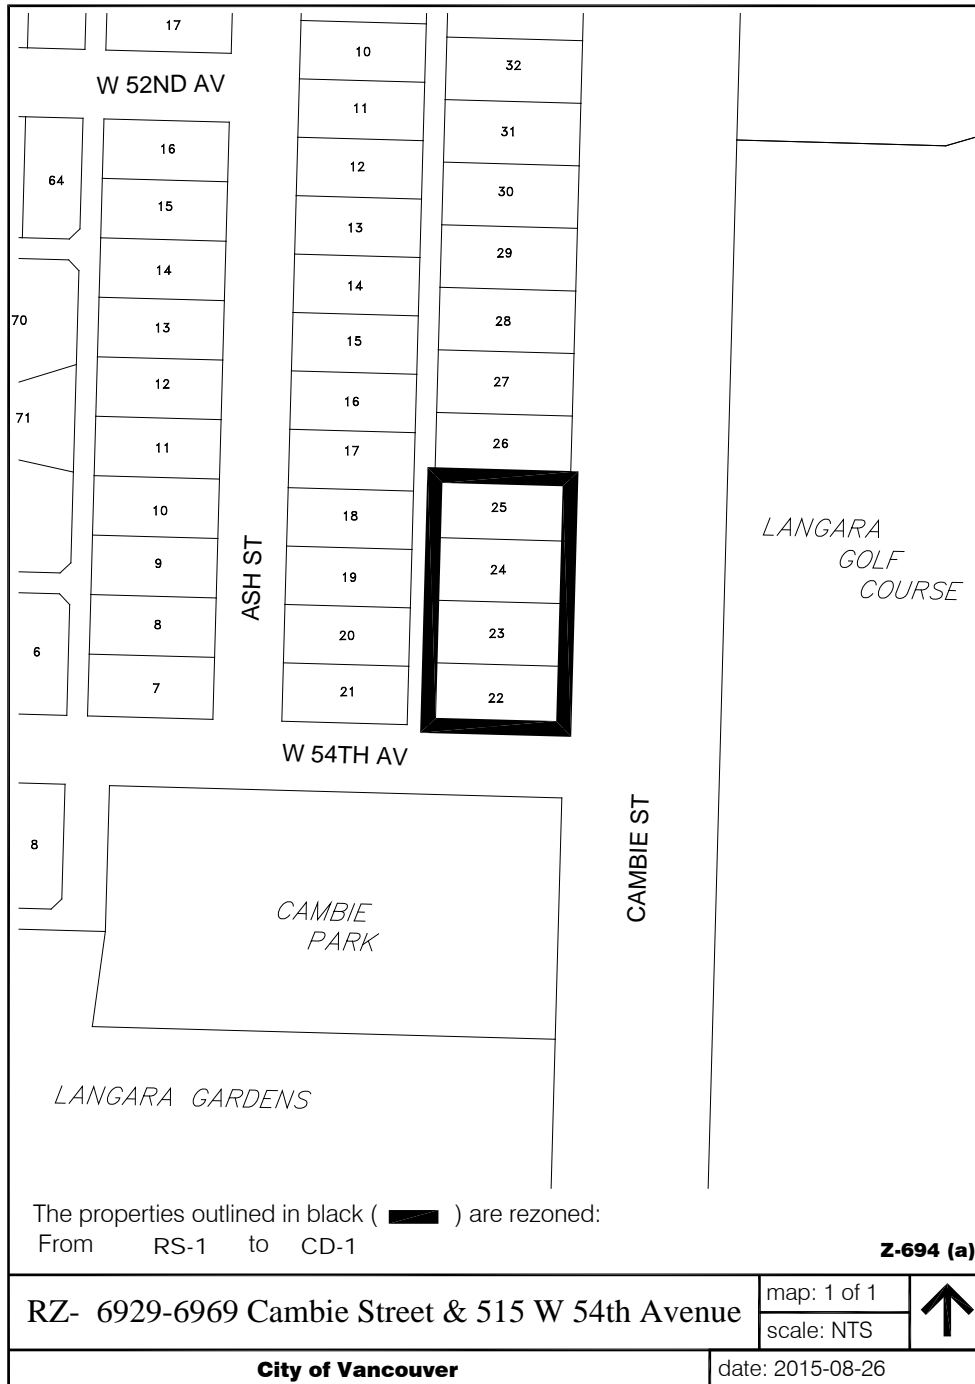 17
10
32
W 52ND AV
11
31
16
12
64
30
15
13
29
14
14
70
13
28
15
12
27
16
71
11
26
17
10
25
18
LANGARA
GOLF
COURSE
9
24
19
ASH ST
8
23
20
6
7
22
21
W 54TH AV
8
CAMBIE ST
CAMBIE
PARK
LANGARA GARDENS
The properties outlined in black ( ) are rezoned:
From RS-1 to CD-1
Z-694 (a)
RZ- 6929-6969 Cambie Street & 515 W 54th Avenue
map: 1 of 1
scale: NTS
City of Vancouver
date: 2015-08-26